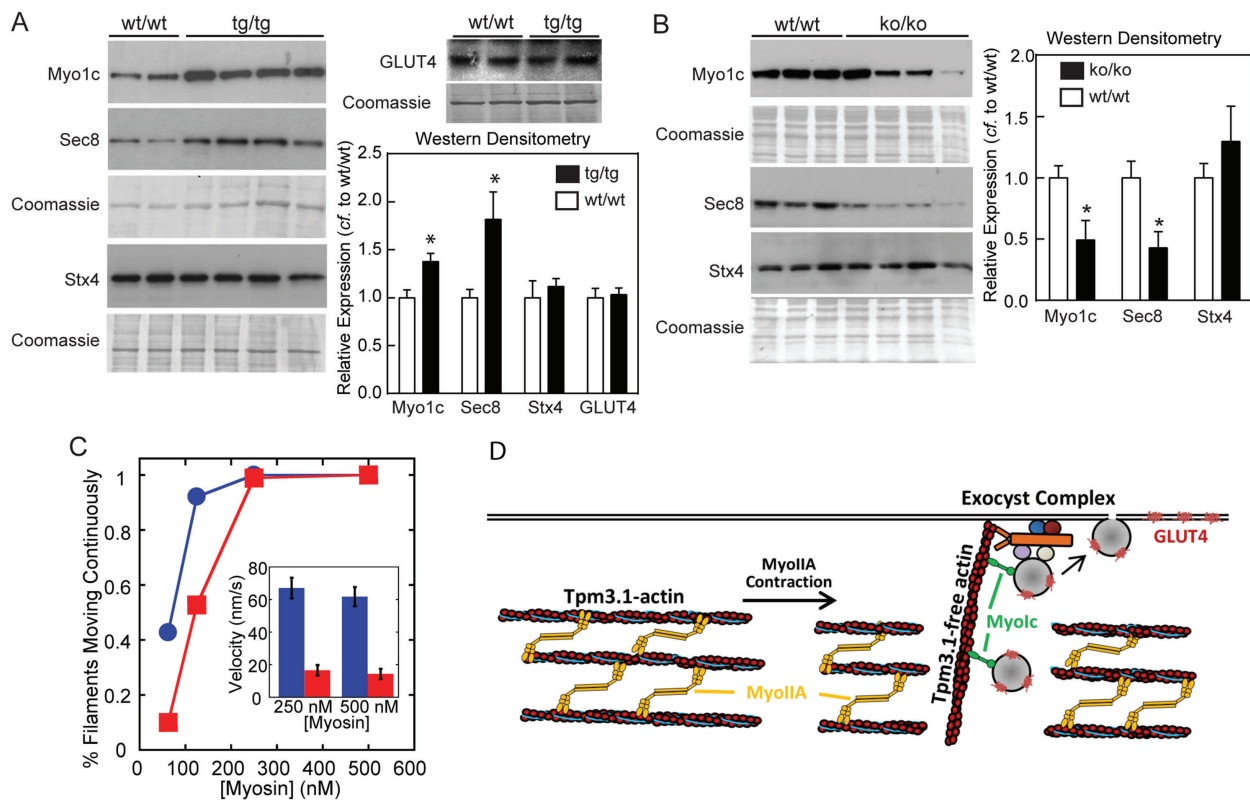 A
wt/wt
tg/tg
Myo1c
Sec8
Coomassie
Stx4
Coomassie
wt/wt
tg/tg
GLUT4
Coomassie
Western Densitometry
Relative Expression (cf. to wt/wt)
2.5
2.0
1.5
1.0
0.5
0.0
tg/tg
wt/wt
*
*
Myo1c
Sec8
Stx4
GLUT4
B
wt/wt
ko/ko
Myo1c
Coomassie
Sec8
Stx4
Coomassie
Western Densitometry
Relative Expression (cf. to wt/wt)
2.0
1.5
1.0
0.5
0.0
ko/ko
wt/wt
*
*
Myo1c
Sec8
Stx4
C
% Filaments Moving Continuously
1
0.8
0.6
0.4
0.2
0
0
100
200
300
400
500
600
[Myosin] (nM)
Velocity (nm/s)
80
60
40
20
0
250 nM
500 nM
[Myosin]
D
Exocyst Complex
GLUT4
MyoIIA
Contraction
Tpm3.1-actin
Tpm3.1-free actin
MyoIc
MyoIIA